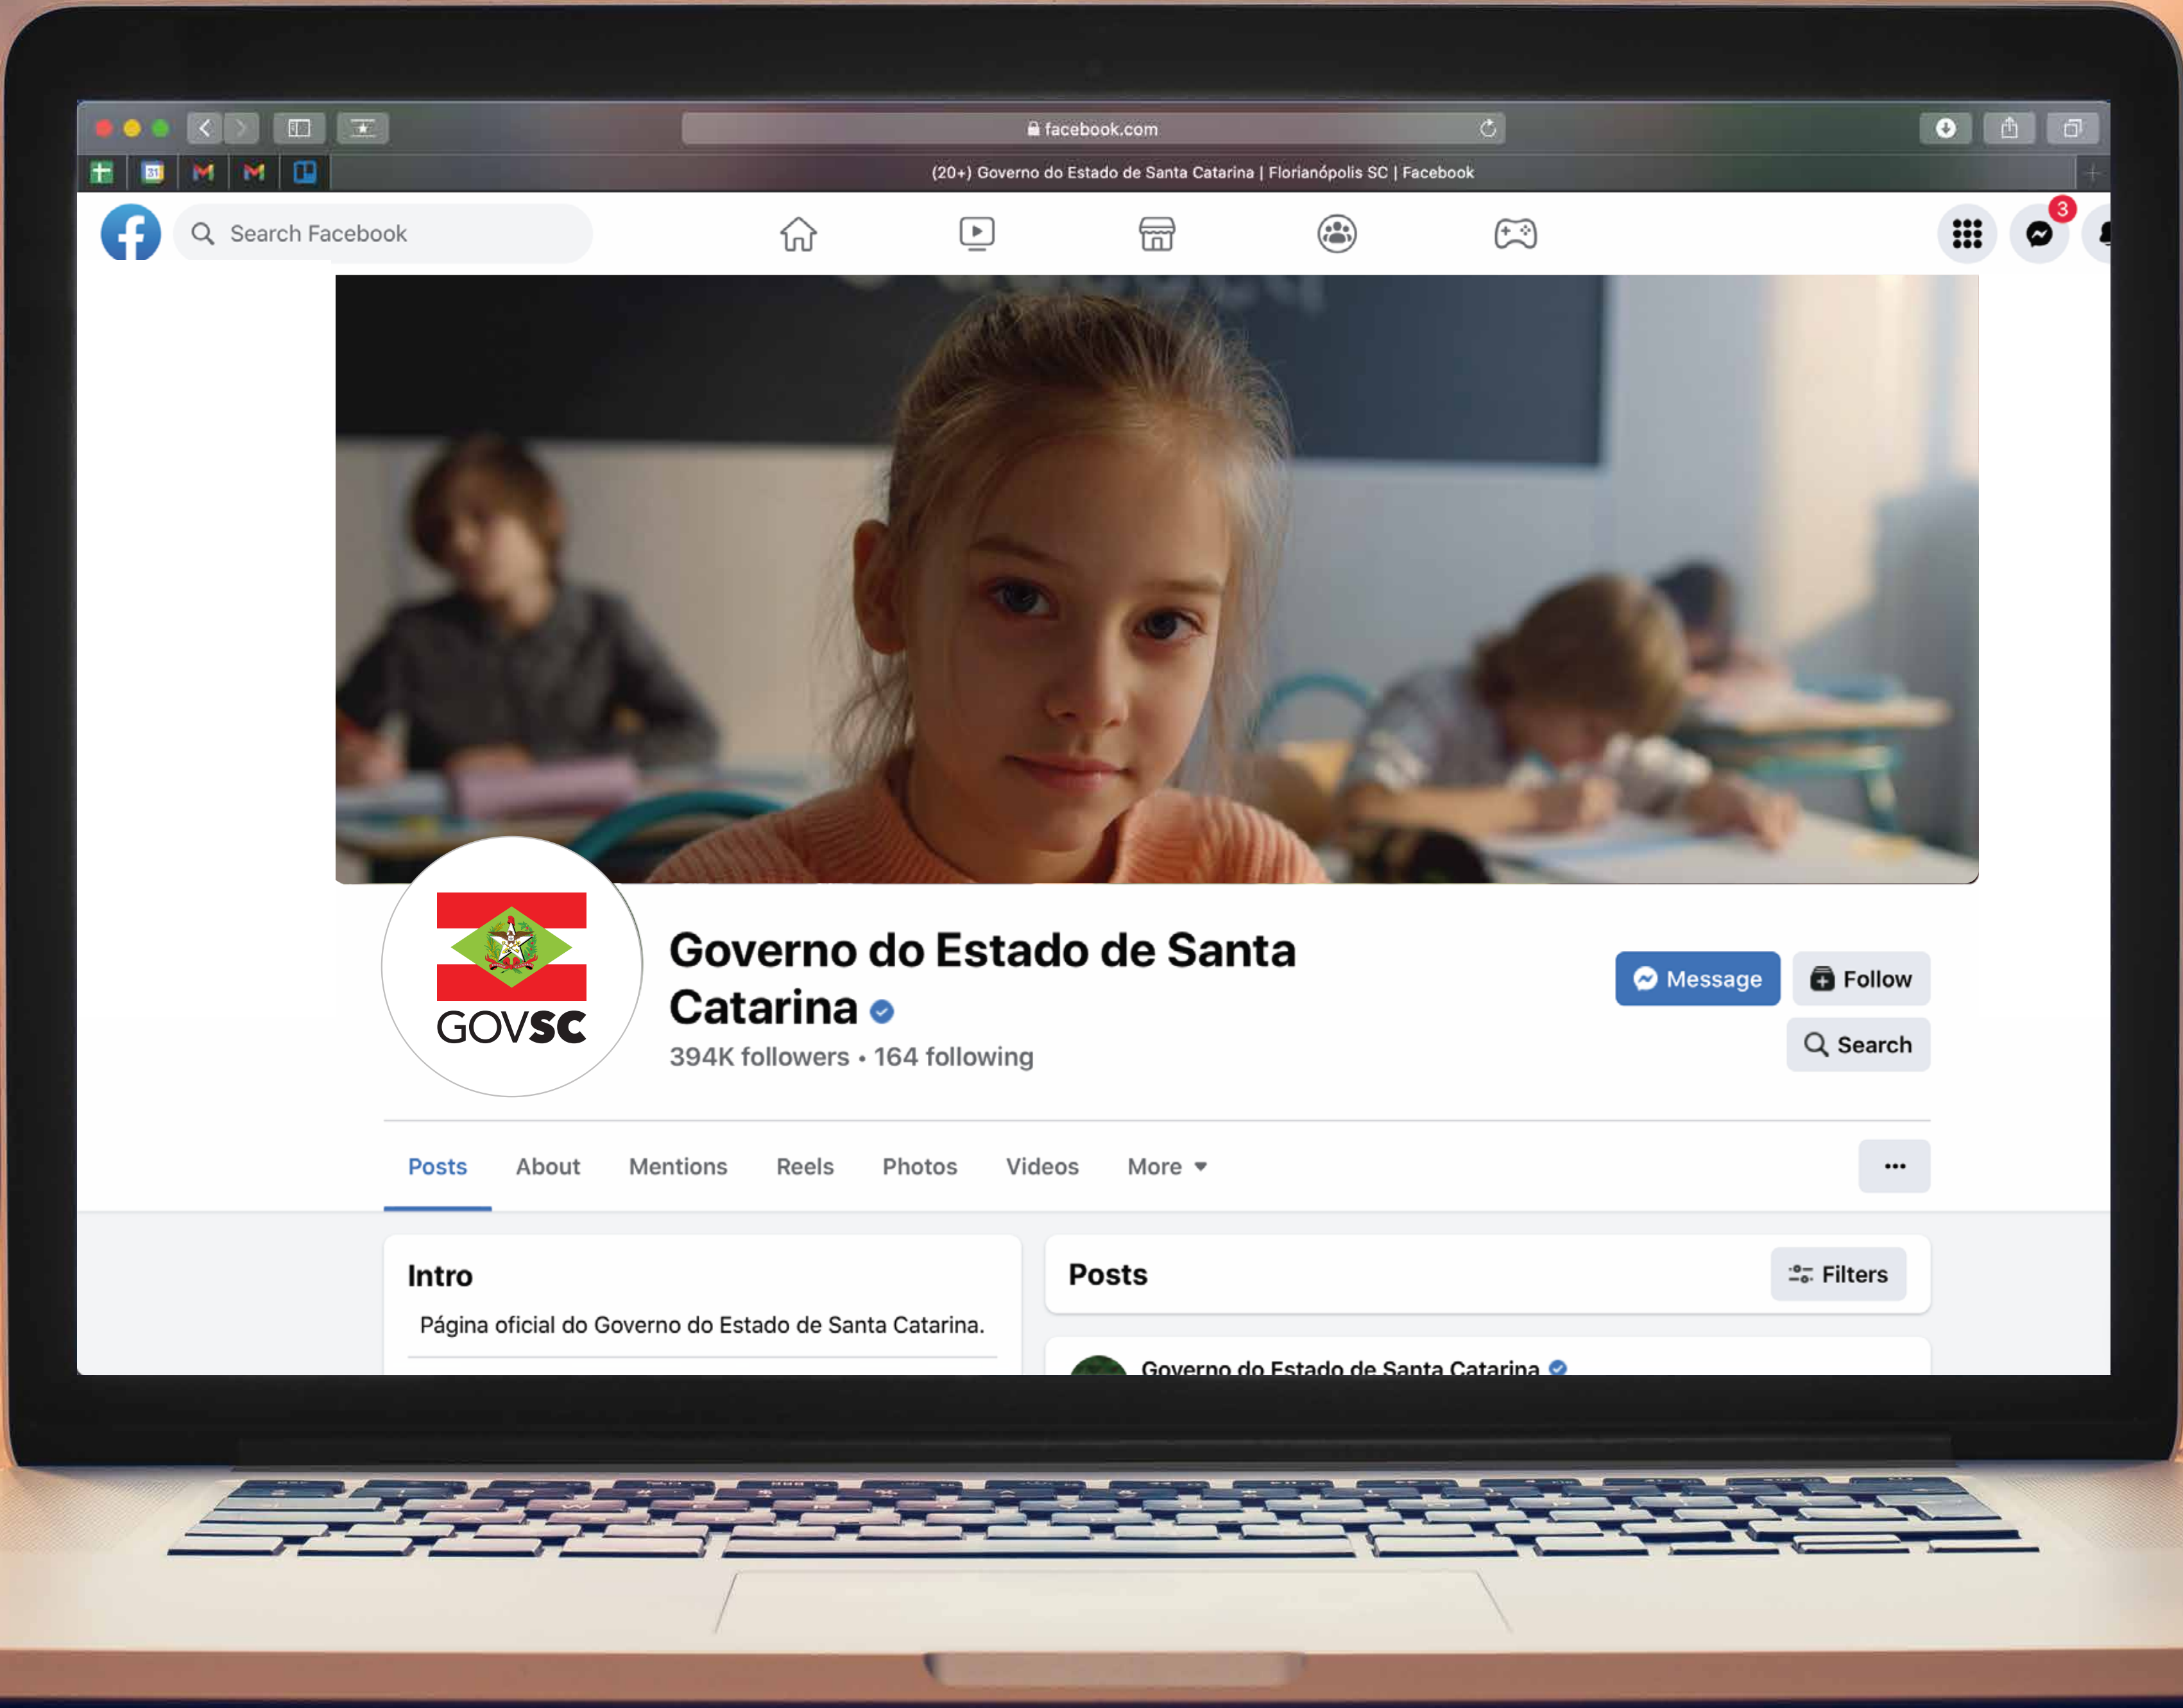 facebook.com
31
(20+) Governo do Estado de Santa Catarina | Florianópolis SC | Facebook
Search Facebook
3
GOVSC
Governo do Estado de Santa
Catarina
394K followers • 164 following
Message
Follow
Search
Posts
About
Mentions
Reels
Photos
Videos
More
Intro
Página oficial do Governo do Estado de Santa Catarina.
Posts
Filters
Governo do Estado de Santa Catarina